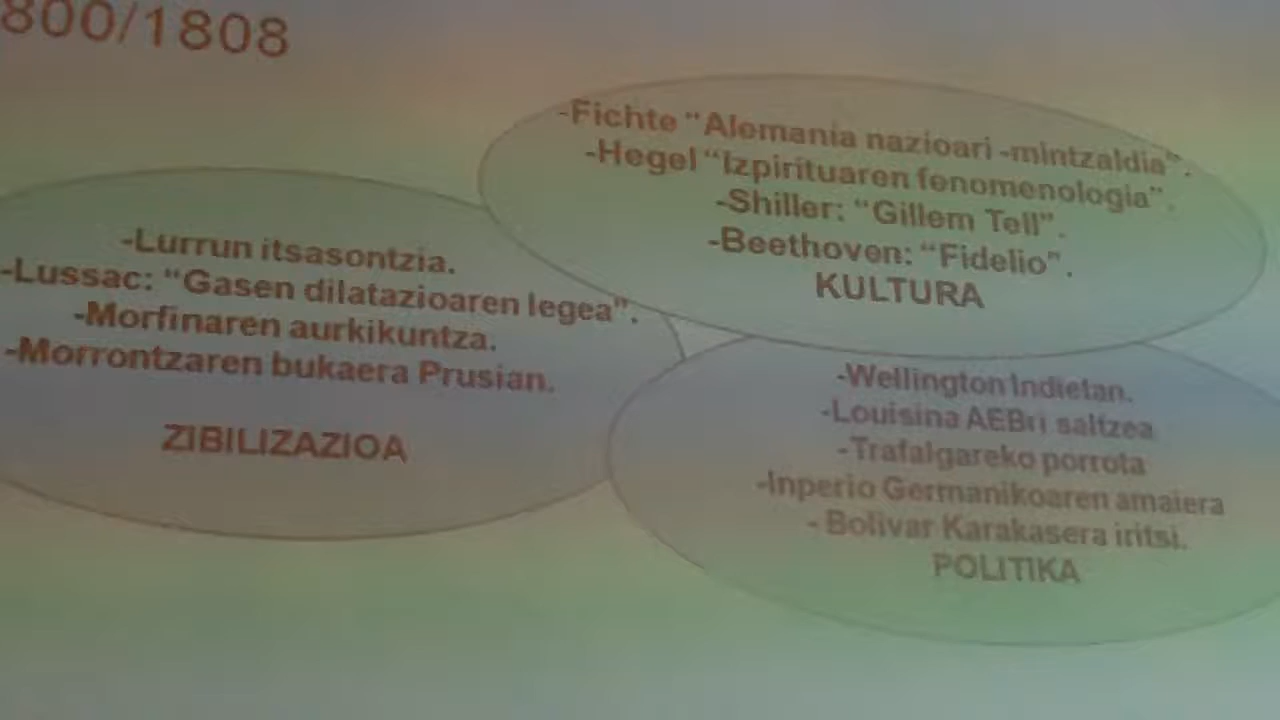 800/1808
-Fichte “Alemania nazioari -mintzaldia”.
-Hegel “Izpirituaren fenomenologia”.
-Shiller: “Gillem Tell”.
-Beethoven: “Fidelio”.
KULTURA
-Lurrun itsasontzia.
-Lussac: “Gasen dilatazioaren legea”.
-Morfinaren aurkikuntza.
-Morrontzaren bukaera Prusian.
ZIBILIZAZIOA
-Wellington Indietan.
-Louisina AEBri saltzea
-Trafalgareko porrota
-Inperio Germanikoaren amaiera
- Bolivar Karakasera iritsi.
POLITIKA